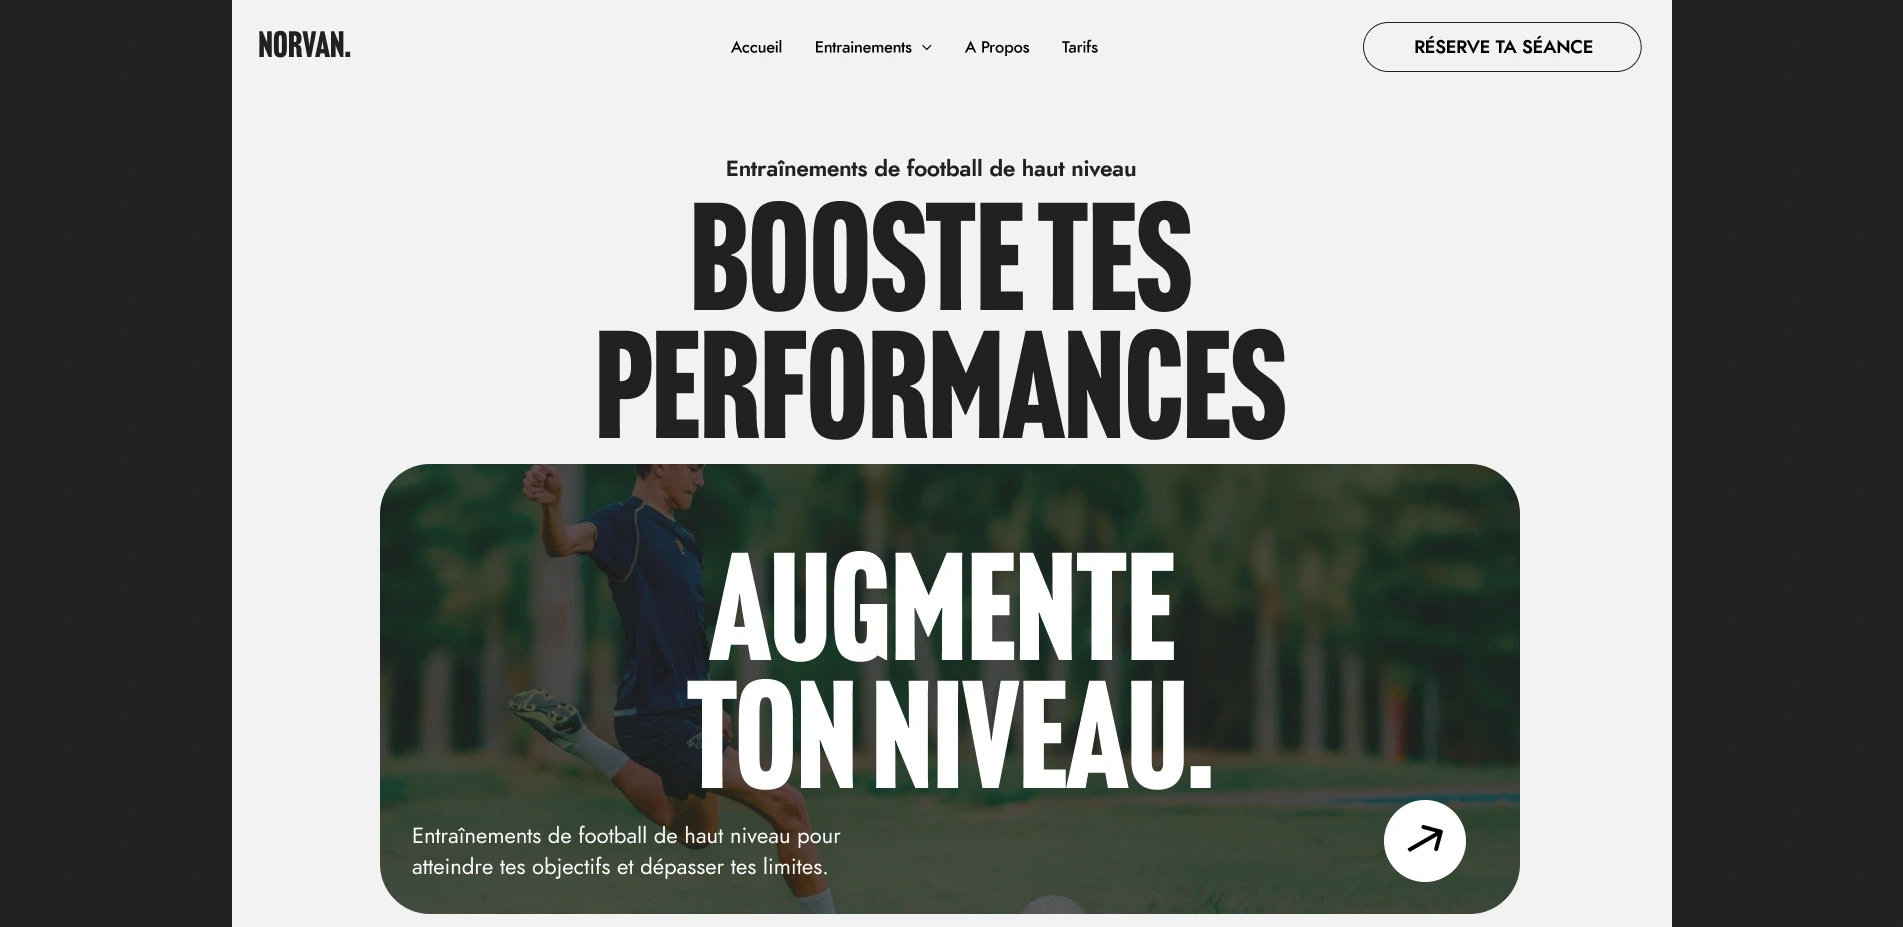 NORVAN.
Accueil
Entrainements
A Propos
Tarifs
RÉSERVE TA SÉANCE
Entraînements de football de haut niveau
BOOSTE TES
PERFORMANCES
AUGMENTE
TON NIVEAU.
Entraînements de football de haut niveau pour
atteindre tes objectifs et dépasser tes limites.